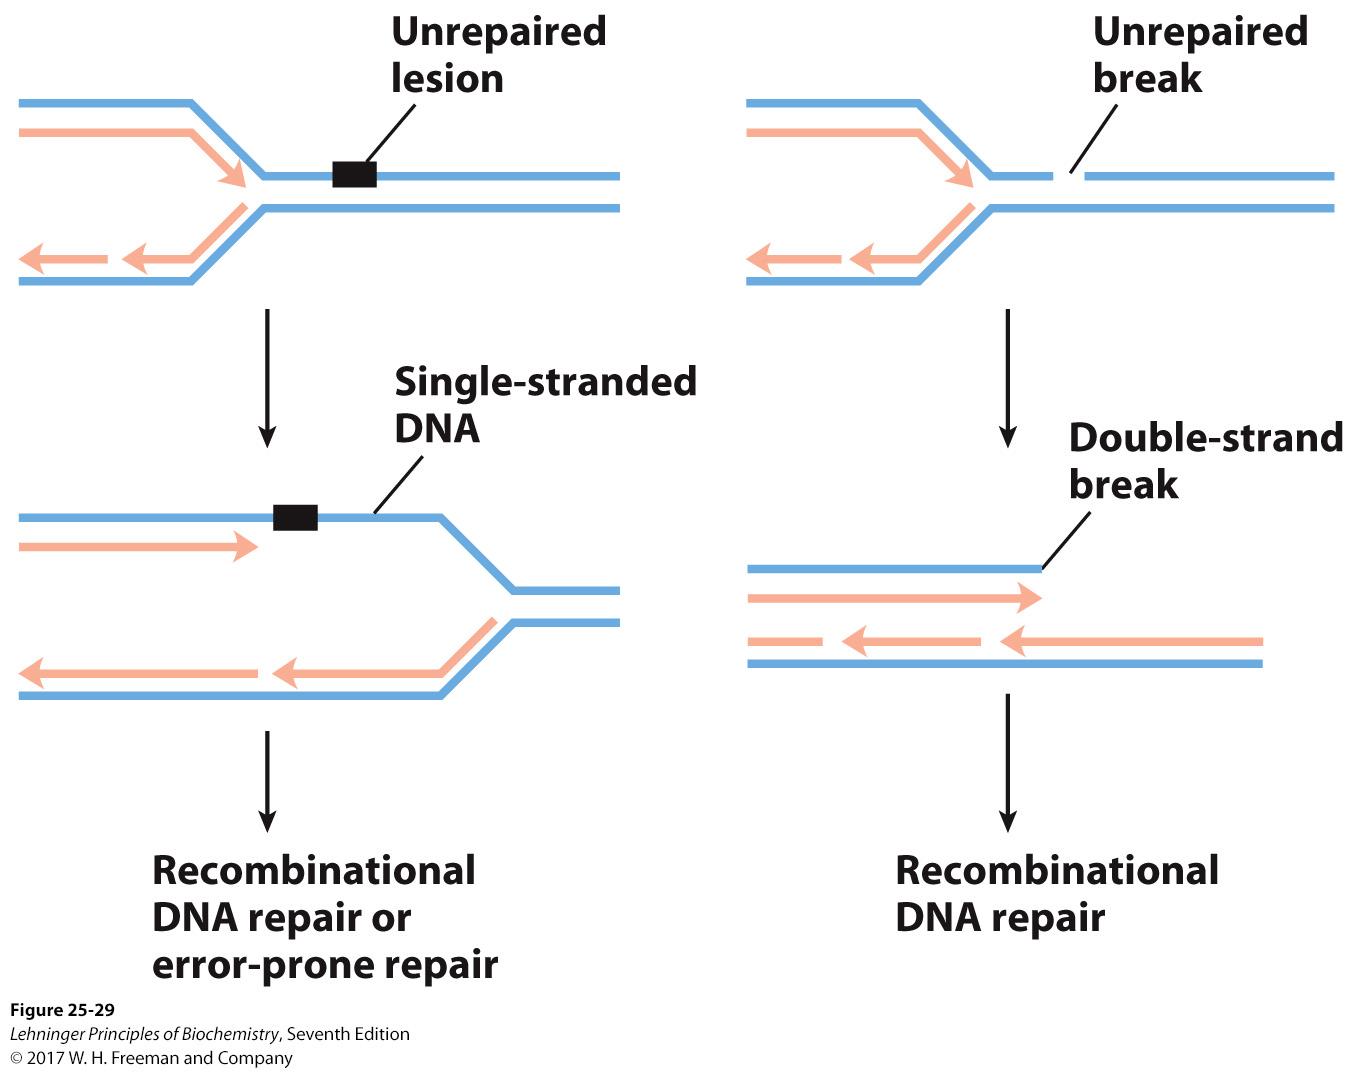 Unrepaired
lesion
Unrepaired
break
Single-stranded
DNA
Double-strand
break
Recombinational
DNA repair or
error-prone repair
Recombinational
DNA repair
Figure 25-29
Lehninger Principles of Biochemistry, Seventh Edition
© 2017 W. H. Freeman and Company